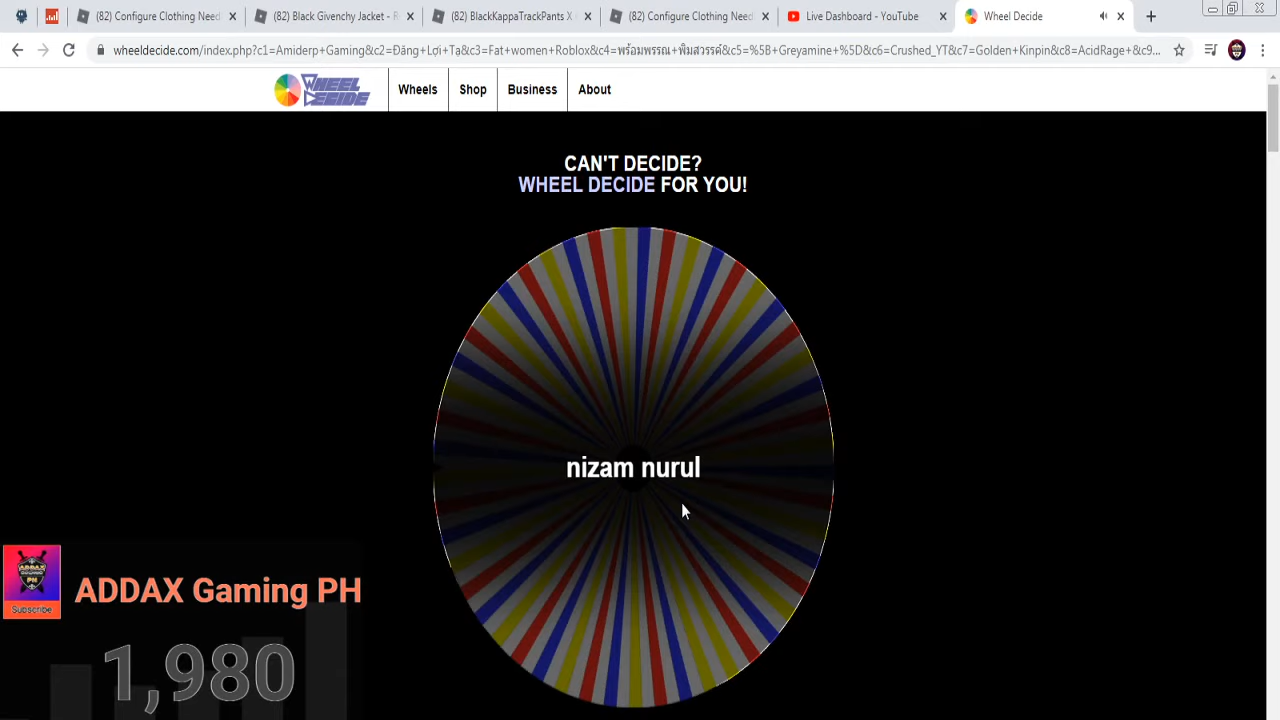 (82) Configure Clothing Need
(82) Black Givenchy Jacket - R
(82) BlackKappaTrackPants X
(82) Configure Clothing Need
Live Dashboard - YouTube
Wheel Decide
wheeldecide.com/index.php?c1=Amiderp+Gaming&c2=Đăng+Lợi+Tạ&c3=Fat+women+Roblox&c4=พร้อมพรรณ+พิมสวรรค์&c5=%5B+Greyamine+%5D&c6=Crushed_YT&c7=Golden+Kinpin&c8=AcidRage+&c9...
WHEEL DECIDE
Wheels
Shop
Business
About
CAN'T DECIDE?
WHEEL DECIDE FOR YOU!
nizam nurul
Subscribe
ADDAX Gaming PH
1,980